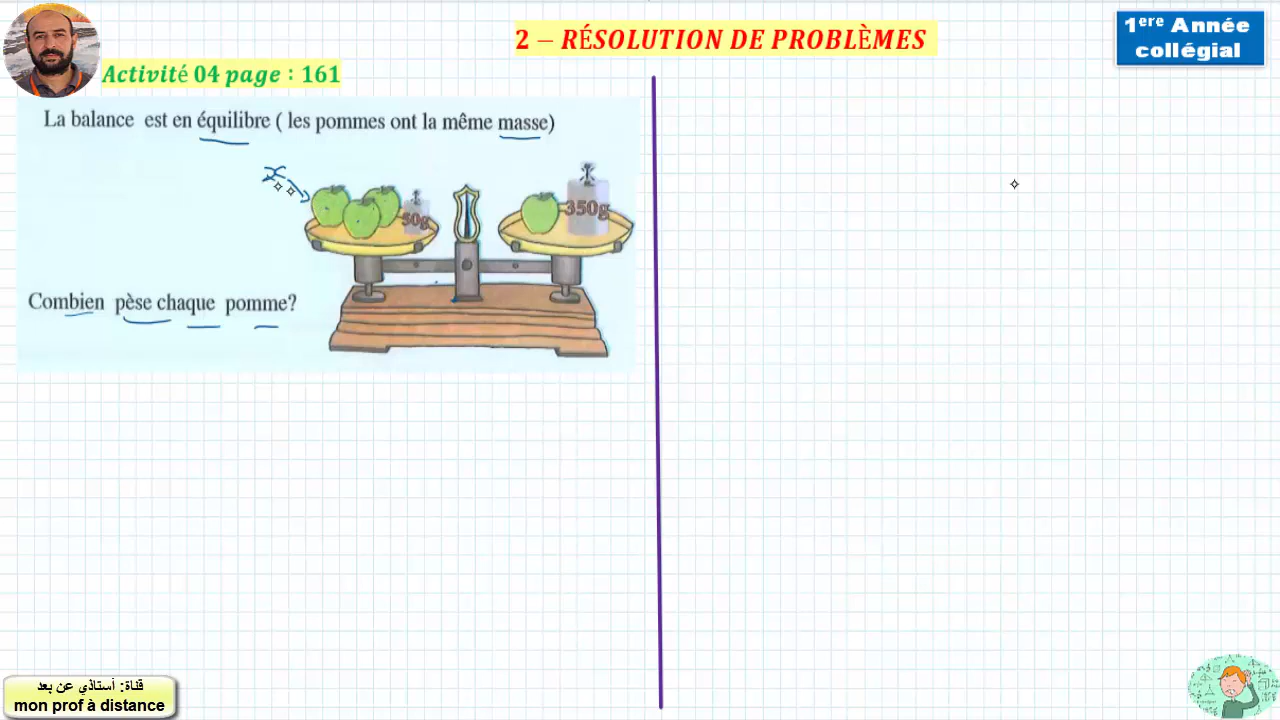 2 – RÉSOLUTION DE PROBLÈMES
1ere Année
collégial
Activité 04 page : 161
La balance est en équilibre ( les pommes ont la même masse)
x
50g
350g
Combien pèse chaque pomme?
قناة: أستاذي عن بعد
mon prof à distance